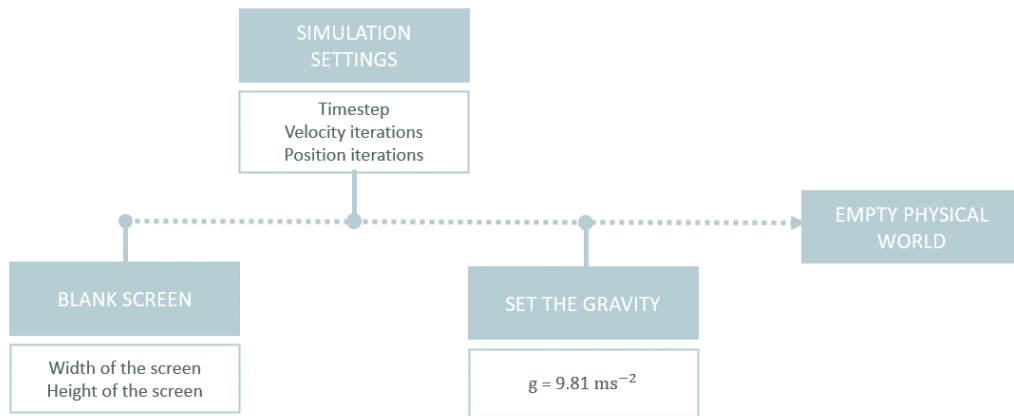 SIMULATION
SETTINGS
Timestep
Velocity iterations
Position iterations
EMPTY PHYSICAL
WORLD
BLANK SCREEN
Width of the screen
Height of the screen
SET THE GRAVITY
g = 9.81 ms⁻²